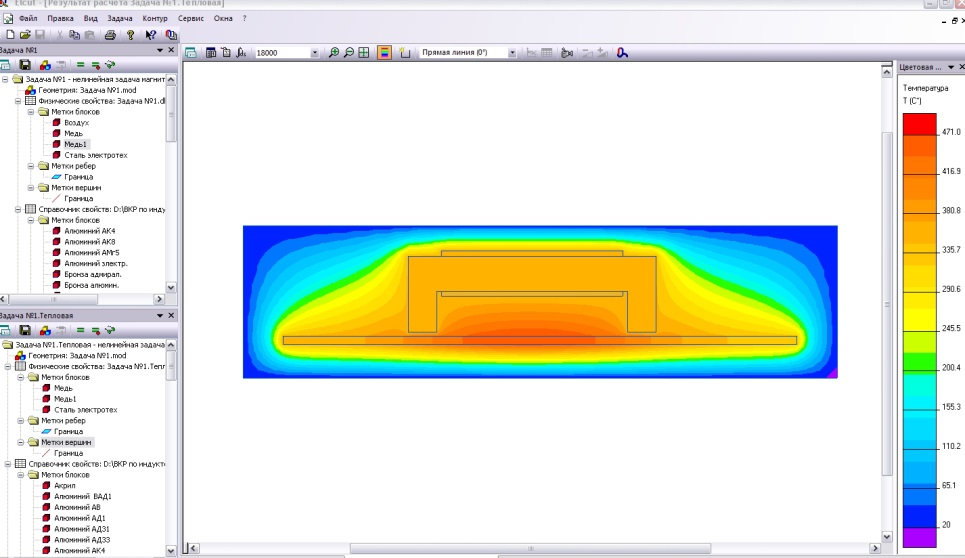 Elcut - [Результат расчета Задача №1.Тепловая]
Файл Правка Вид Задача Контур Сервис Окна ?
Задача №1
18000
Прямая линия (0°)
Цветовая ...
Задача №1 - нелинейная задача магнит
Геометрия: Задача №1.mod
Физические свойства: Задача №1.d
Метки блоков
Воздух
Медь
Медь1
Сталь электротех
Метки ребер
Граница
Метки вершин
Граница
Справочник свойств: D:\ВКР по инду
Метки блоков
Алюминий АК4
Алюминий АК8
Алюминий АМг5
Алюминий электр.
Бронза адмирал.
Бронза алюмин.
Задача №1.Тепловая
Задача №1.Тепловая - нелинейная задача
Геометрия: Задача №1.mod
Физические свойства: Задача №1.Тепл
Метки блоков
Медь
Медь1
Сталь электротех
Метки ребер
Граница
Метки вершин
Граница
Справочник свойств: D:\ВКР по индукт
Метки блоков
Акрил
Алюминий ВАД1
Алюминий АВ
Алюминий АД1
Алюминий АД31
Алюминий АД33
Алюминий АК4
Температура
T (C°)
471.0
416.9
380.8
335.7
290.6
245.5
200.4
155.3
110.2
65.1
20